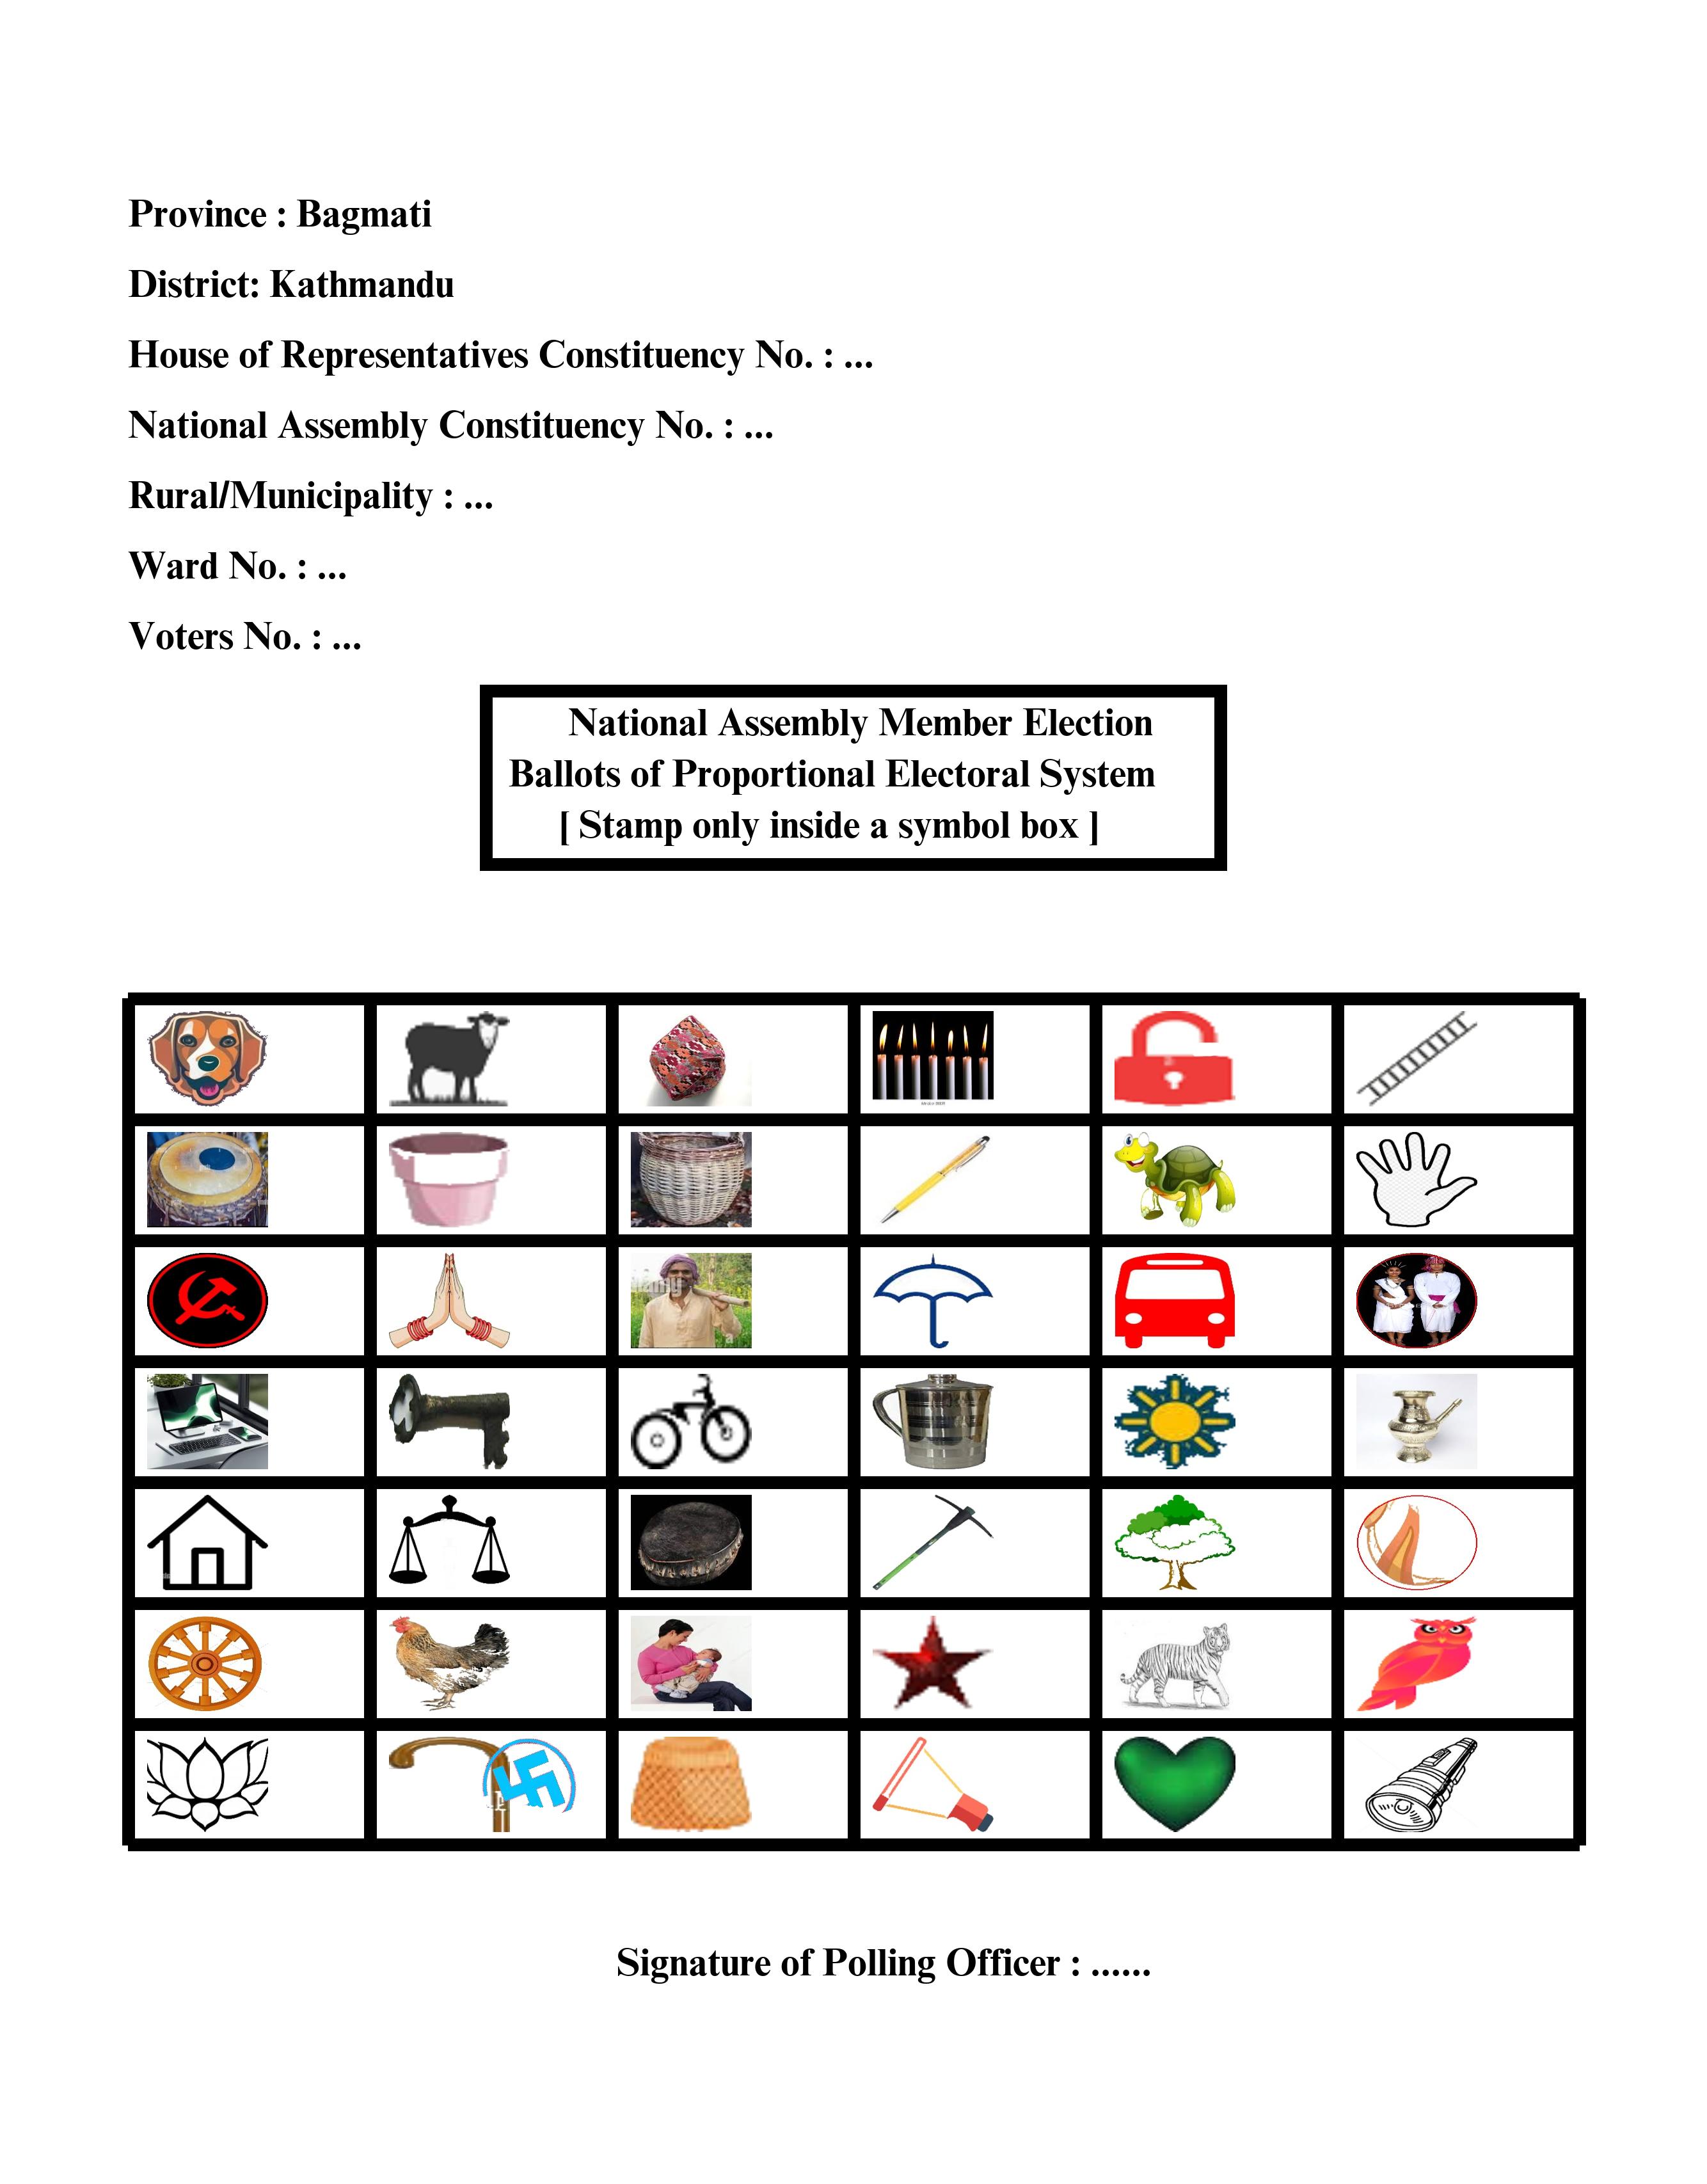 Province : Bagmati
District: Kathmandu
House of Representatives Constituency No. : ...
National Assembly Constituency No. : ...
Rural/Municipality : ...
Ward No. : ...
Voters No. : ...
National Assembly Member Election
Ballots of Proportional Electoral System
[ Stamp only inside a symbol box ]
Signature of Polling Officer : ......